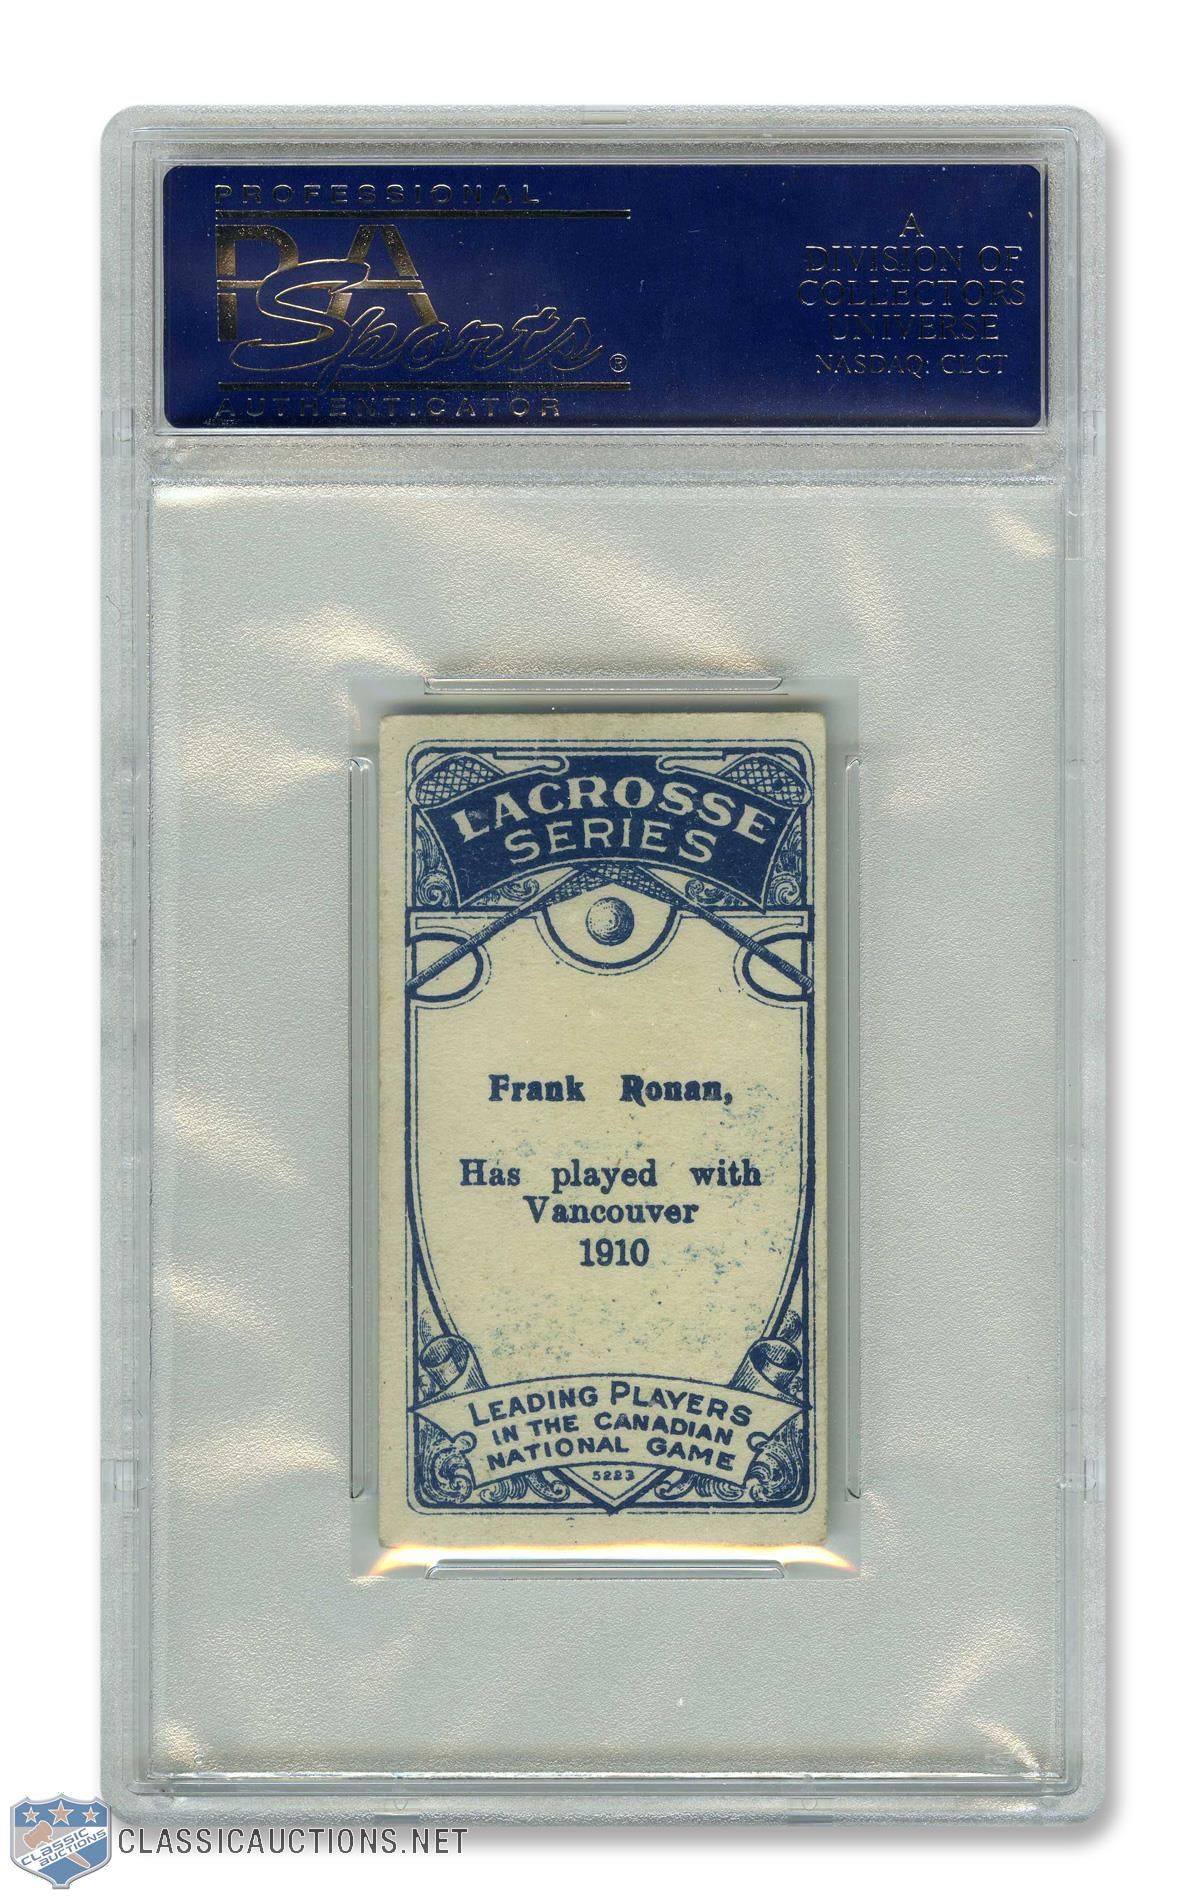 PROFESSIONAL
PSA
Sports®
AUTHENTICATOR
A
DIVISION OF
COLLECTORS
UNIVERSE
NASDAQ: CLCT
LACROSSE
SERIES
Frank Ronan,
Has played with
Vancouver
1910
LEADING PLAYERS
IN THE CANADIAN
NATIONAL GAME
5223
CLASSIC
AUCTIONS
CLASSICAUCTIONS.NET